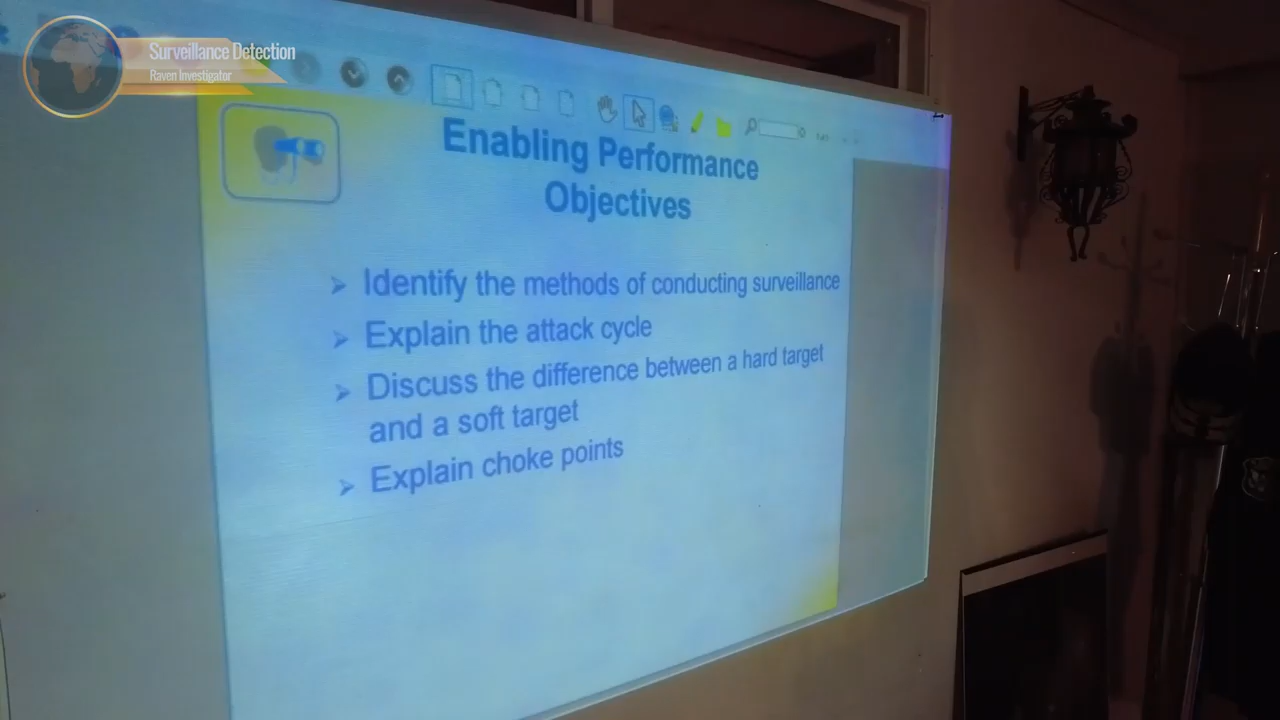 Surveillance Detection
Raven Investigator
Enabling Performance
Objectives
➢ Identify the methods of conducting surveillance
➢ Explain the attack cycle
➢ Discuss the difference between a hard target
and a soft target
➢ Explain choke points